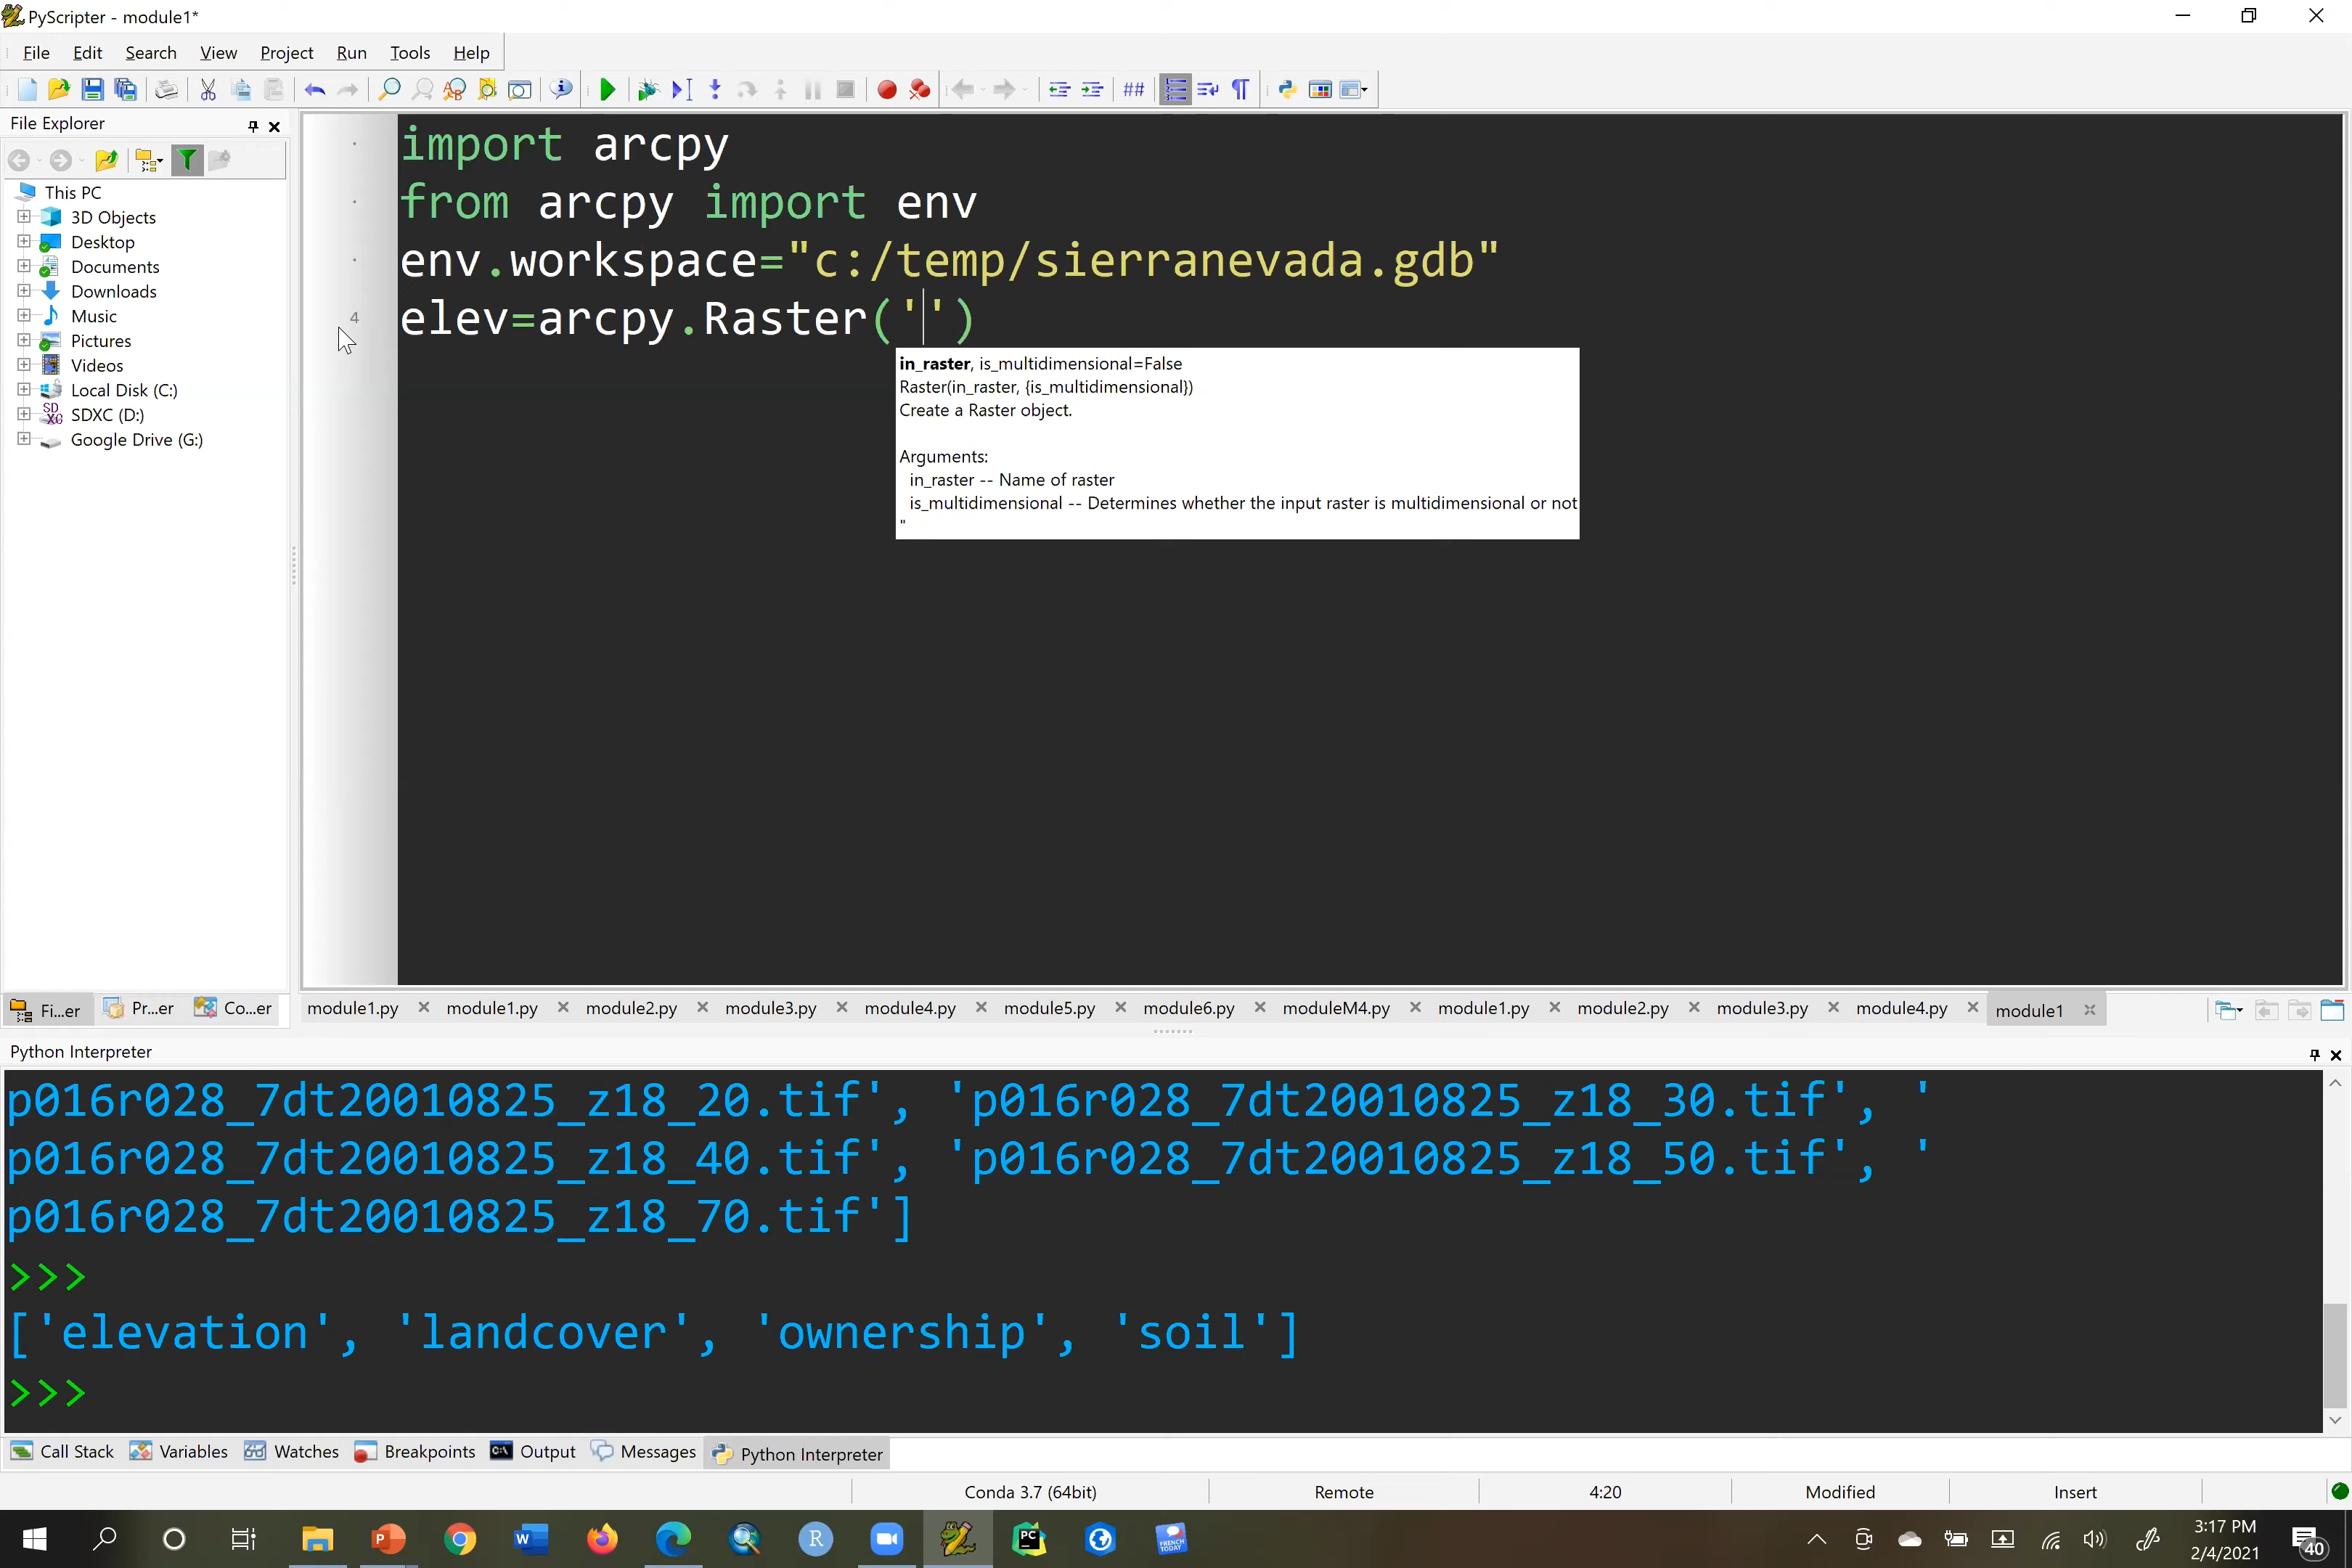 PyScripter - module1*
File Edit Search View Project Run Tools Help
File Explorer
This PC
3D Objects
Desktop
Documents
Downloads
Music
Pictures
Videos
Local Disk (C:)
SDXC (D:)
Google Drive (G:)
import arcpy
from arcpy import env
env.workspace="c:/temp/sierranevada.gdb"
4 elev=arcpy.Raster('')
in_raster, is_multidimensional=False
Raster(in_raster, {is_multidimensional})
Create a Raster object.
Arguments:
in_raster -- Name of raster
is_multidimensional -- Determines whether the input raster is multidimensional or not
"
Fi...er Pr...er Co...er
module1.py module1.py module2.py module3.py module4.py module5.py module6.py moduleM4.py module1.py module2.py module3.py module4.py module1
Python Interpreter
p016r028_7dt20010825_z18_20.tif', 'p016r028_7dt20010825_z18_30.tif', '
p016r028_7dt20010825_z18_40.tif', 'p016r028_7dt20010825_z18_50.tif', '
p016r028_7dt20010825_z18_70.tif']
>>>
['elevation', 'landcover', 'ownership', 'soil']
>>>
Call Stack Variables Watches Breakpoints Output Messages Python Interpreter
Conda 3.7 (64bit) Remote 4:20 Modified Insert
3:17 PM
2/4/2021
40